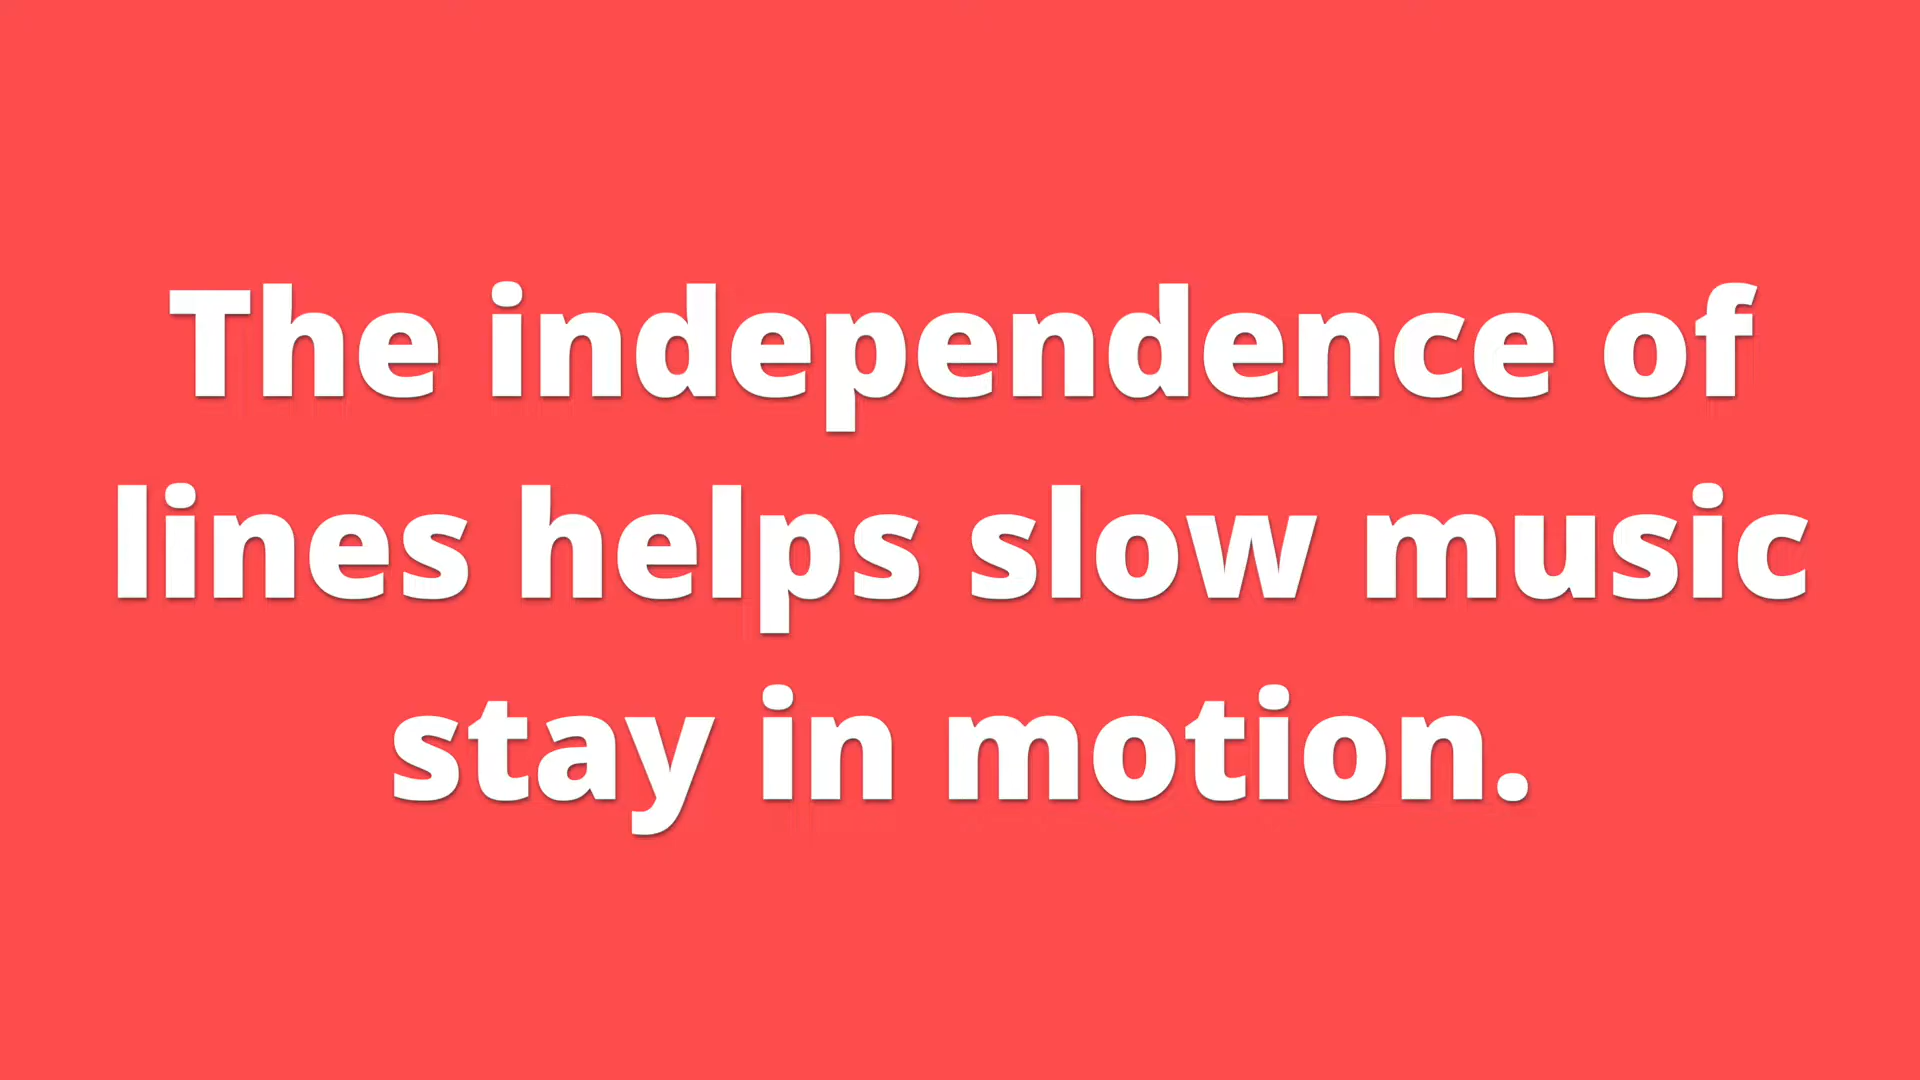 The independence of
lines helps slow music
stay in motion.